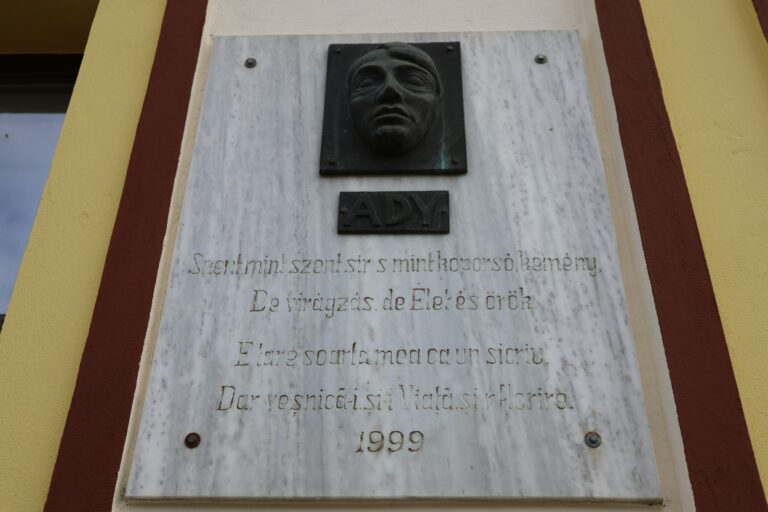 ADY
Szent mint szent sír s mint koporsó, kemény,
De virágzás, de Élet és örök
E tare soarta mea ca un sicriu,
Dar veşnică-i, şi-i Viaţă, şi-nflorire.
1999